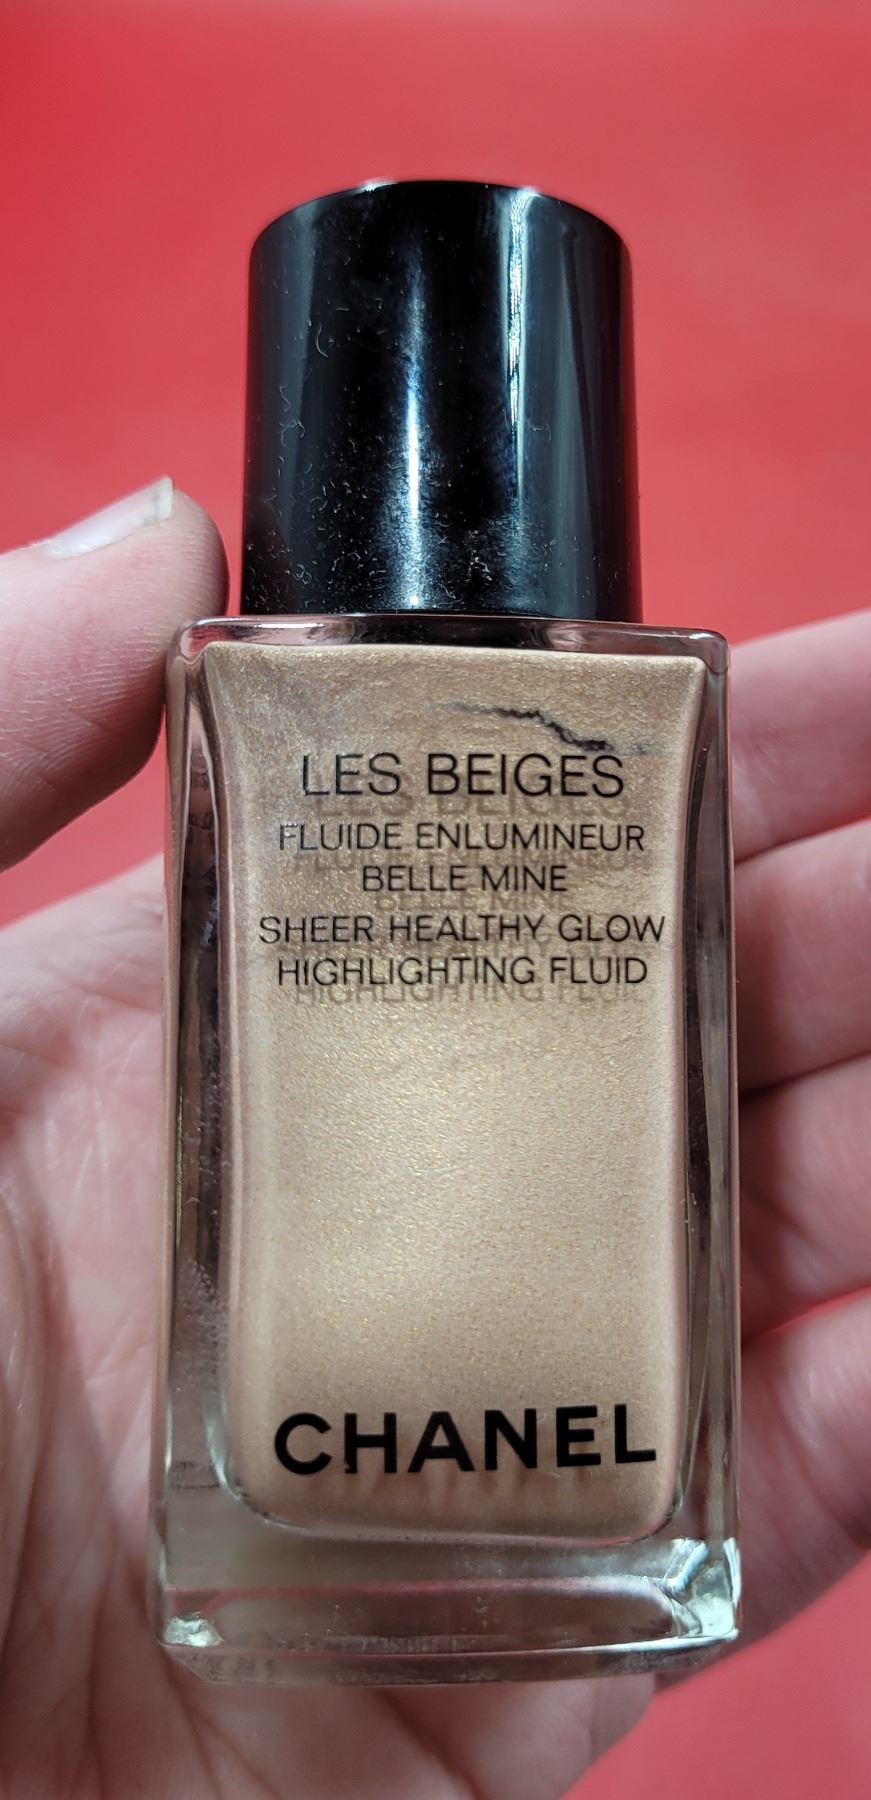 LES BEIGES
FLUIDE ENLUMINEUR
BELLE MINE
SHEER HEALTHY GLOW
HIGHLIGHTING FLUID
CHANEL